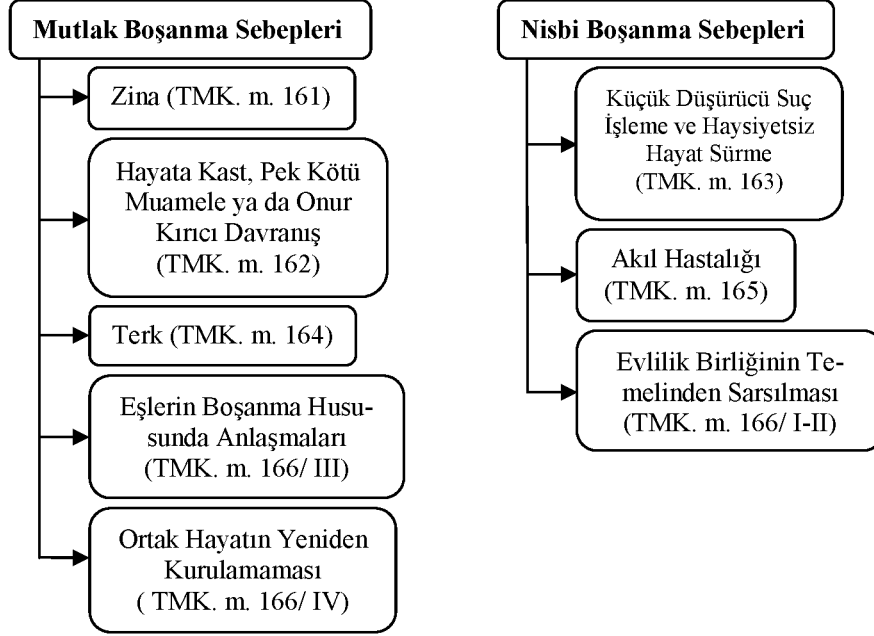 Mutlak Boşanma Sebepleri
Zina (TMK. m. 161)
Hayata Kast, Pek Kötü
Muamele ya da Onur
Kırıcı Davranış
(TMK. m. 162)
Terk (TMK. m. 164)
Eşlerin Boşanma Husu-
sunda Anlaşmaları
(TMK. m. 166/ III)
Ortak Hayatın Yeniden
Kurulamaması
( TMK. m. 166/ IV)
Nisbi Boşanma Sebepleri
Küçük Düşürücü Suç
İşleme ve Haysiyetsiz
Hayat Sürme
(TMK. m. 163)
Akıl Hastalığı
(TMK. m. 165)
Evlilik Birliğinin Te-
melinden Sarsılması
(TMK. m. 166/ I-II)